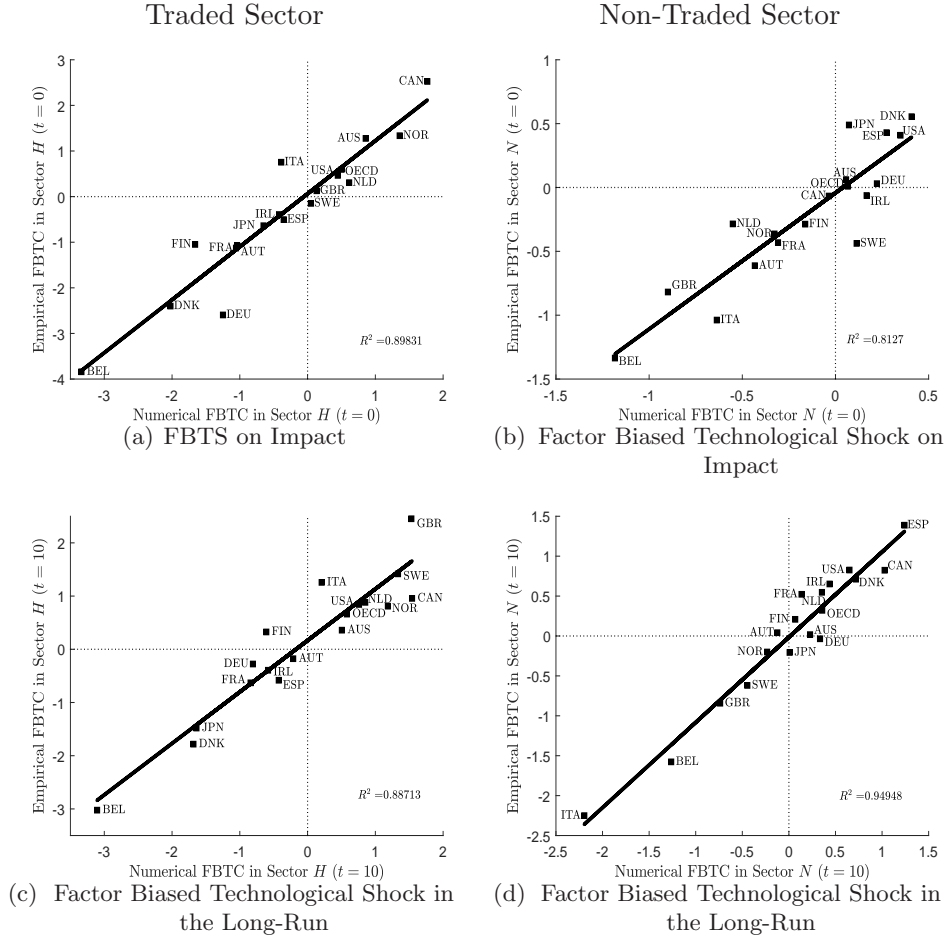 Traded Sector
Non-Traded Sector
Empirical FBTC in Sector H (t = 0)
3
2
1
0
-1
-2
-3
-4
CAN
AUS
NOR
ITA
USA
OECD
NLD
GBR
SWE
IRL
ESP
JPN
FIN
FRA
AUT
DNK
DEU
BEL
R² =0.89831
-3
-2
-1
0
1
2
Numerical FBTC in Sector H (t = 0)
(a) FBTS on Impact
Empirical FBTC in Sector N (t = 0)
1
0.5
0
-0.5
-1
-1.5
DNK
JPN
ESP
USA
AUS
OECD
DEU
CAN
IRL
NLD
FIN
NOR
FRA
SWE
AUT
GBR
ITA
BEL
R² =0.8127
-1.5
-1
-0.5
0
0.5
Numerical FBTC in Sector N (t = 0)
(b) Factor Biased Technological Shock on
Impact
Empirical FBTC in Sector H (t = 10)
2
1
0
-1
-2
-3
GBR
SWE
ITA
USA
NLD
CAN
NOR
OECD
AUS
FIN
AUT
DEU
IRL
FRA
ESP
JPN
DNK
BEL
R² =0.88713
-3
-2
-1
0
1
2
Numerical FBTC in Sector H (t = 10)
(c) Factor Biased Technological Shock in
the Long-Run
Empirical FBTC in Sector N (t = 10)
1.5
1
0.5
0
-0.5
-1
-1.5
-2
-2.5
ESP
USA
CAN
IRL
DNK
FRA
NLD
OECD
FIN
AUT
AUS
DEU
NOR
JPN
SWE
GBR
BEL
ITA
R² =0.94948
-2.5
-2
-1.5
-1
-0.5
0
0.5
1
1.5
Numerical FBTC in Sector N (t = 10)
(d) Factor Biased Technological Shock in
the Long-Run